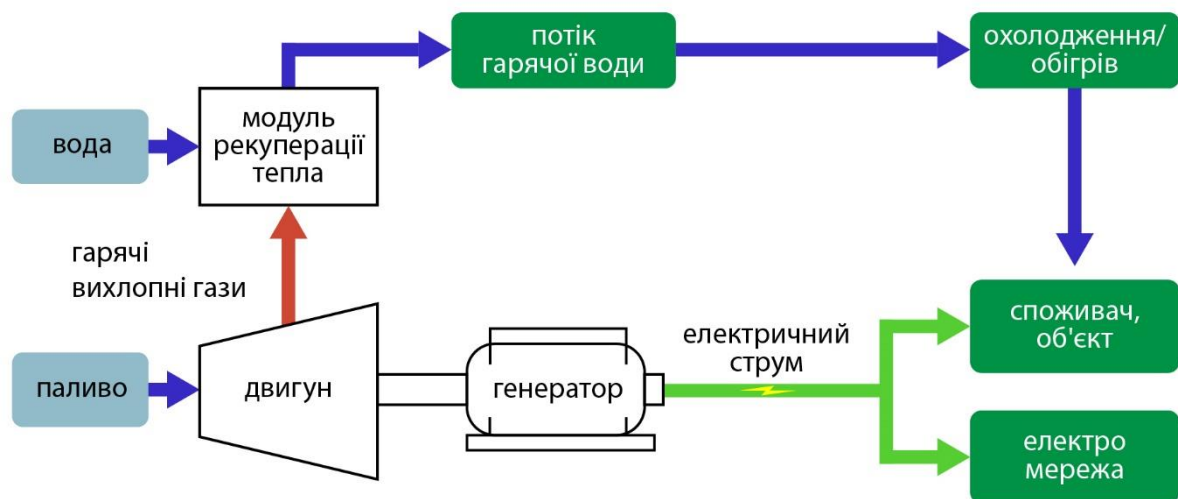 потік
гарячої води
охолодження/
обігрів
вода
модуль
рекуперації
тепла
гарячі
вихлопні гази
паливо
двигун
генератор
електричний
струм
споживач,
об'єкт
електро
мережа